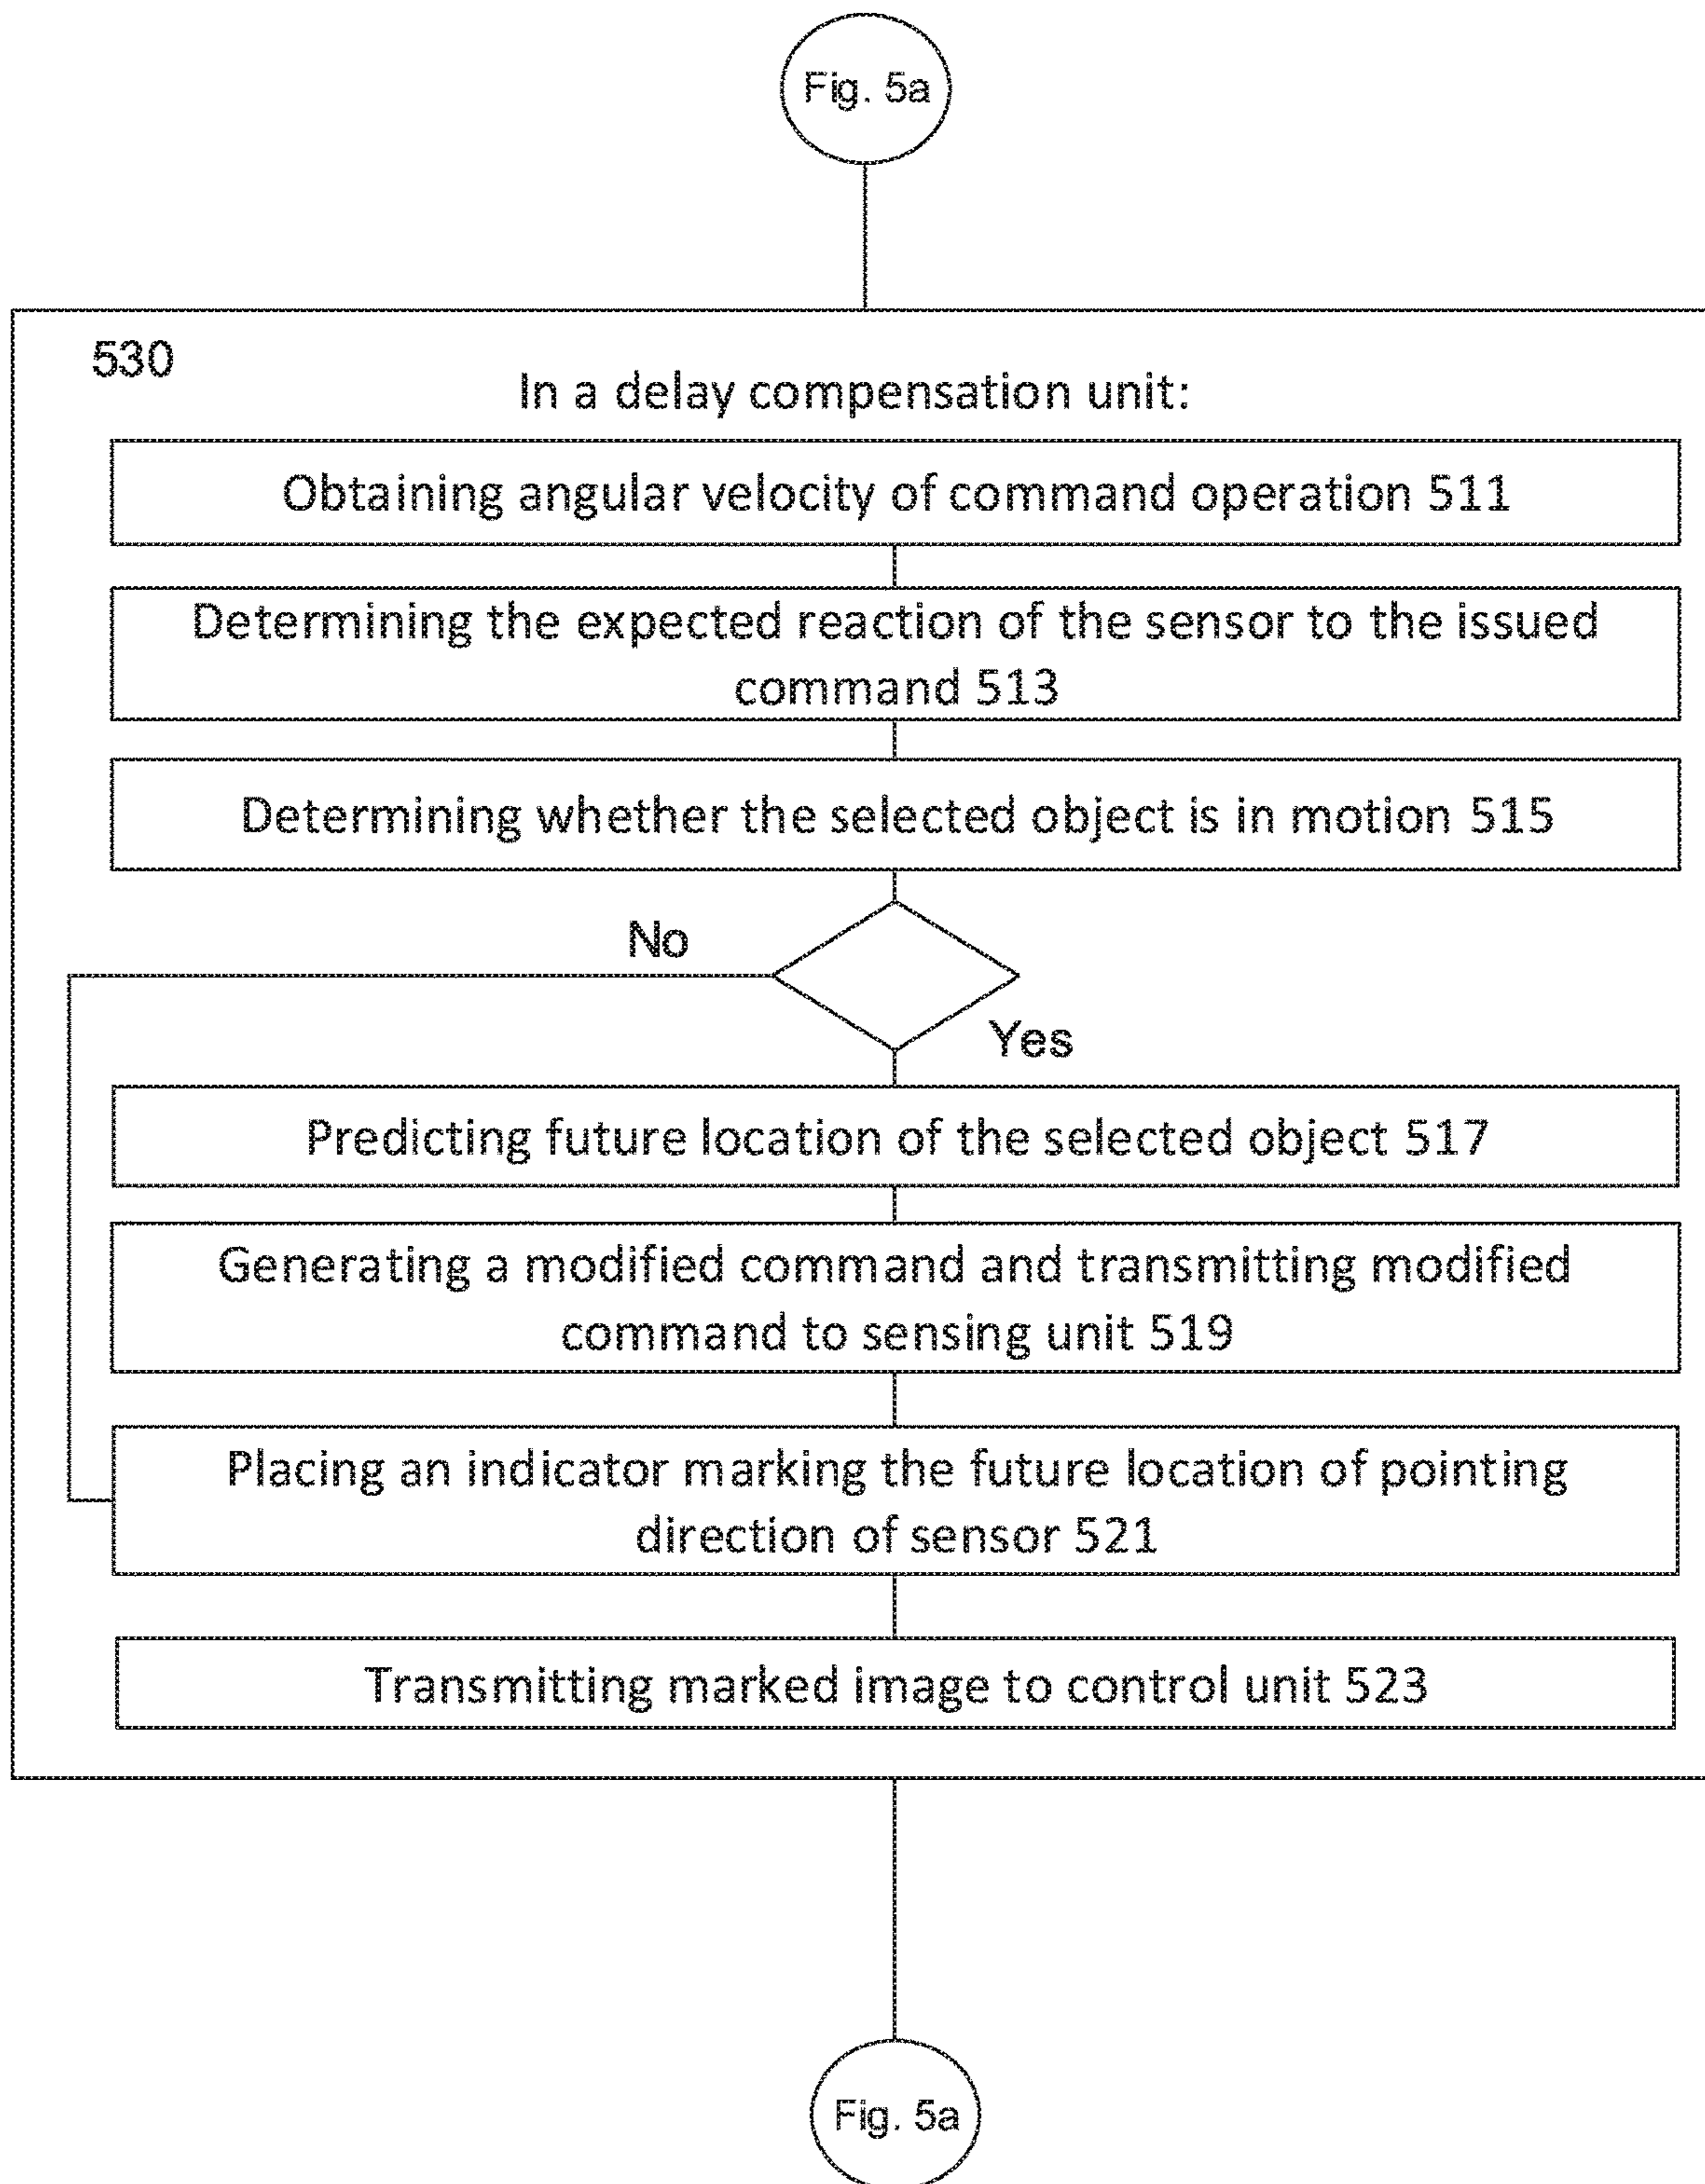 Fig. 5a
530
In a delay compensation unit:
Obtaining angular velocity of command operation 511
Determining the expected reaction of the sensor to the issued
command 513
Determining whether the selected object is in motion 515
No
Yes
Predicting future location of the selected object 517
Generating a modified command and transmitting modified
command to sensing unit 519
Placing an indicator marking the future location of pointing
direction of sensor 521
Transmitting marked image to control unit 523
Fig. 5a